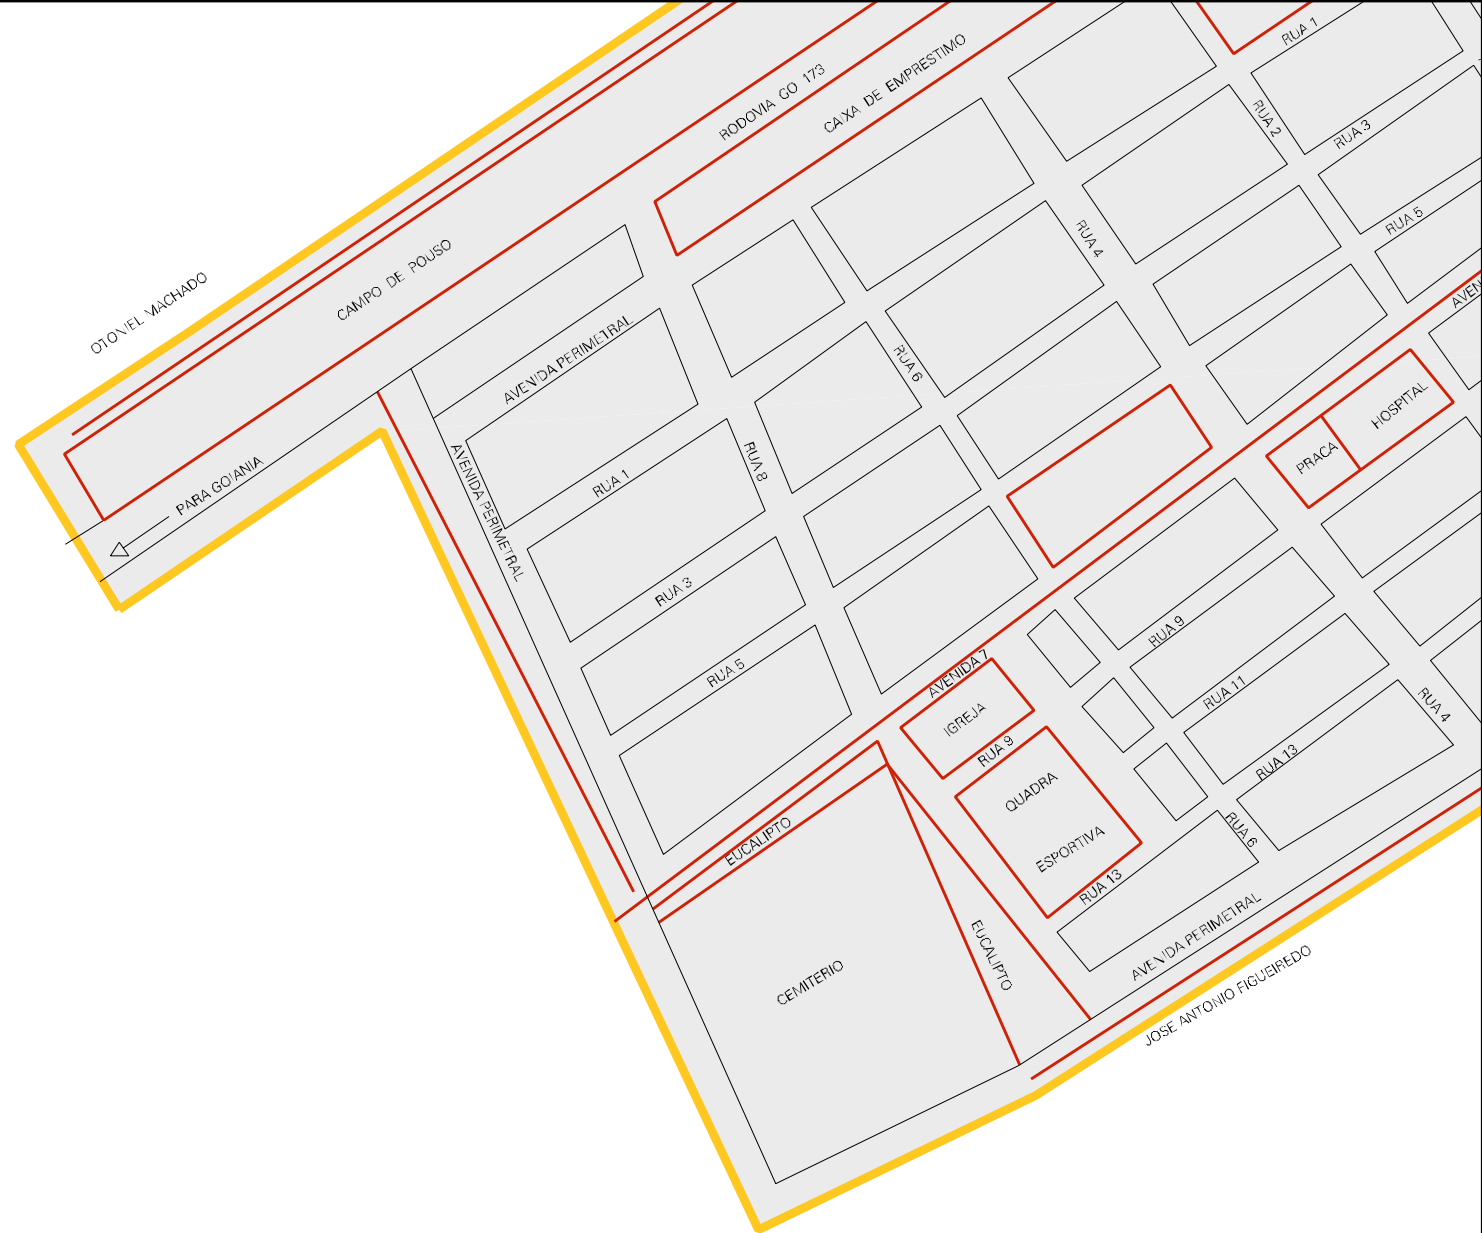 RUA 1
RODOVIA GO 173
CAIXA DE EMPRESTIMO
RUA 2
RUA 3
RUA 5
RUA 4
CAMPO DE POUSO
OTONIEL MACHADO
AVEN
AVENIDA PERIMETRAL
RUA 6
HOSPITAL
PRACA
PARA GOIANIA
AVENIDA PERIMETRAL
RUA 1
RUA 8
RUA 3
RUA 5
RUA 9
AVENIDA 7
RUA 11
RUA 4
IGREJA
RUA 9
RUA 13
QUADRA
ESPORTIVA
EUCALIPTO
RUA 6
RUA 13
EUCALIPTO
CEMITERIO
AVENIDA PERIMETRAL
JOSE ANTONIO FIGUEIREDO